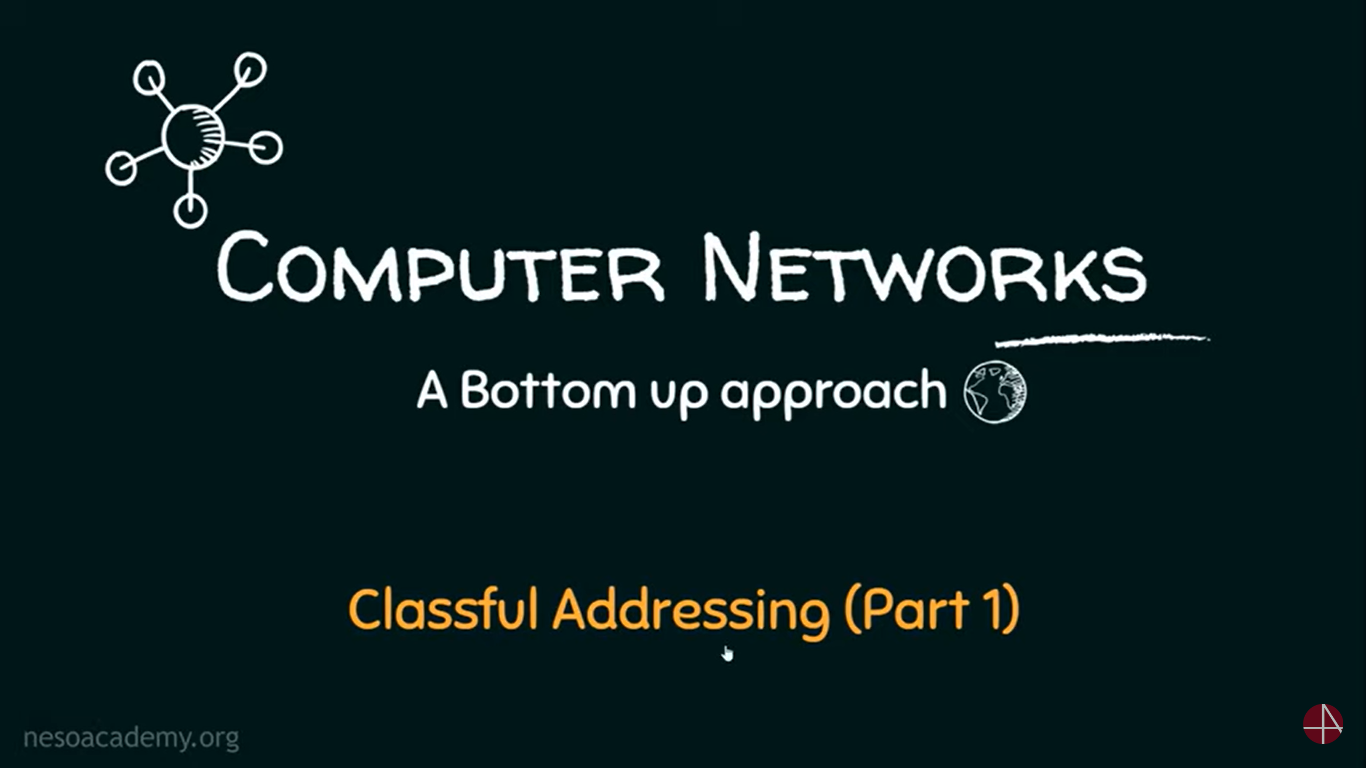 COMPUTER NETWORKS
A Bottom up approach
Classful Addressing (Part 1)
nesoacademy.org